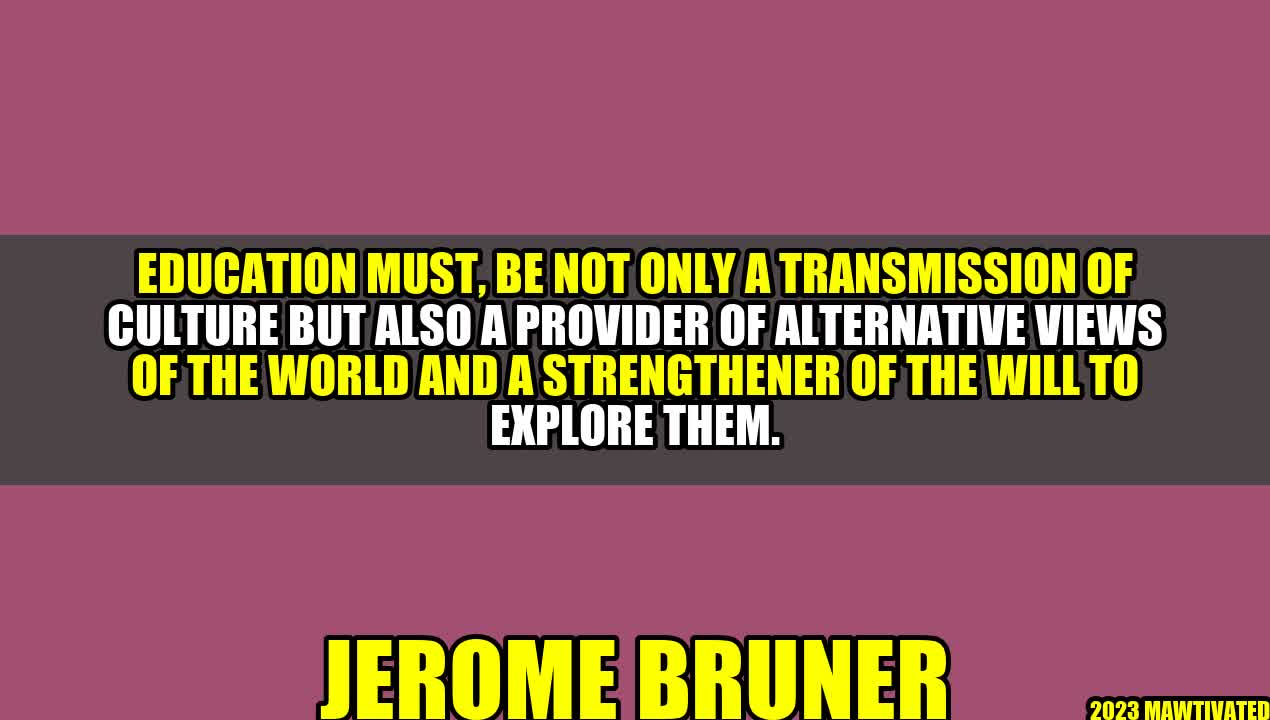 EDUCATION MUST, BE NOT ONLY A TRANSMISSION OF
CULTURE BUT ALSO A PROVIDER OF ALTERNATIVE VIEWS
OF THE WORLD AND A STRENGTHENER OF THE WILL TO
EXPLORE THEM.
JEROME BRUNER
2023 MAWTIVATED